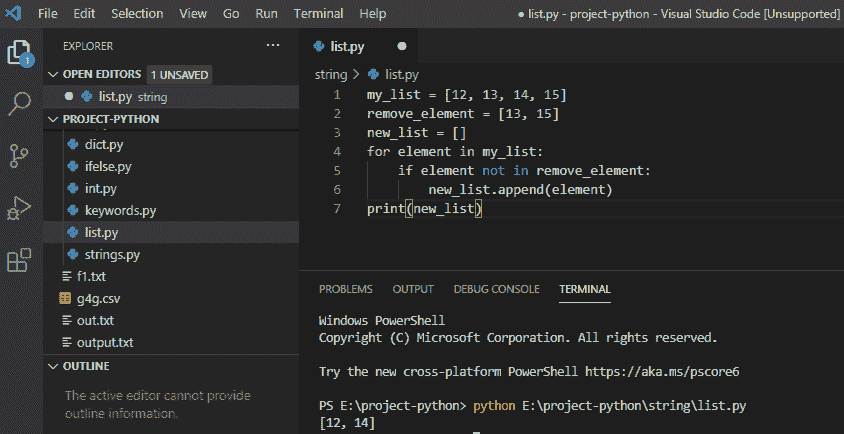 File Edit Selection View Go Run Terminal Help ● list.py - project-python - Visual Studio Code [Unsupported]
EXPLORER ...
OPEN EDITORS 1 UNSAVED
list.py string
PROJECT-PYTHON
dict.py
ifelse.py
int.py
keywords.py
list.py
strings.py
f1.txt
g4g.csv
out.txt
output.txt
OUTLINE
The active editor cannot provide
outline information.
1
list.py
string > list.py
1 my_list = [12, 13, 14, 15]
2 remove_element = [13, 15]
3 new_list = []
4 for element in my_list:
5     if element not in remove_element:
6         new_list.append(element)
7 print(new_list)
PROBLEMS OUTPUT DEBUG CONSOLE TERMINAL
Windows PowerShell
Copyright (C) Microsoft Corporation. All rights reserved.
Try the new cross-platform PowerShell https://aka.ms/pscore6
PS E:\project-python> python E:\project-python\string\list.py
[12, 14]